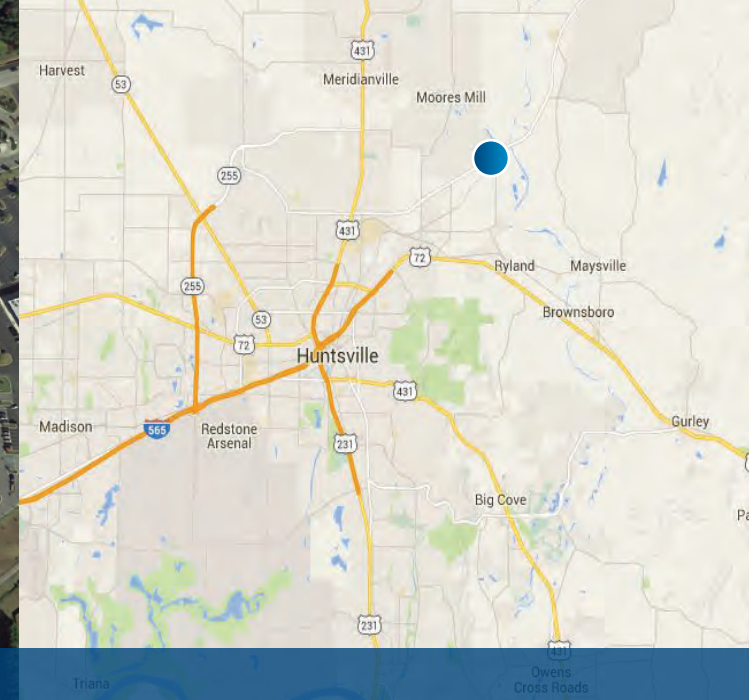 431
Harvest
Meridianville
53
Moores Mill
255
431
72
Ryland
Maysville
255
Brownsboro
53
72
Huntsville
431
Gurley
Madison
565
Redstone
Arsenal
231
Big Cove
Pa
231
431
Owens
Cross Roads
Triana